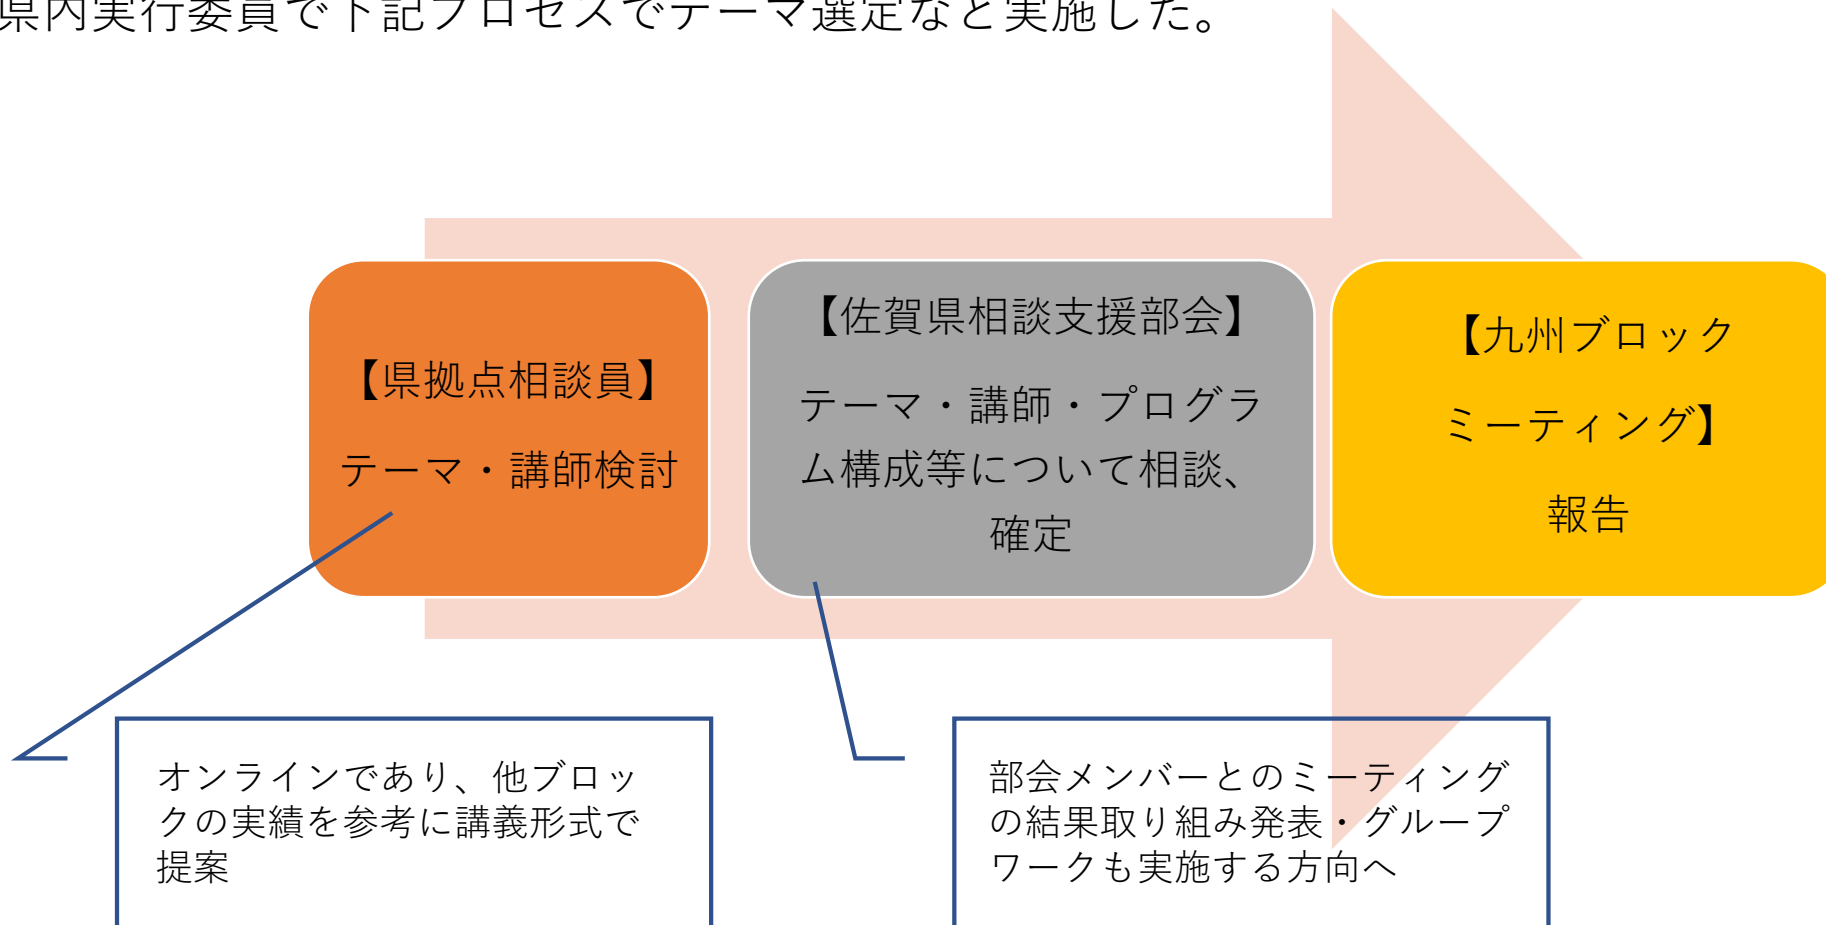 県内実行委員で下記プロセスでテーマ選定など実施した。
【県拠点相談員】
テーマ・講師検討
【佐賀県相談支援部会】
テーマ・講師・プログラ
ム構成等について相談、
確定
【九州ブロック
ミーティング】
報告
オンラインであり、他ブロッ
クの実績を参考に講義形式で
提案
部会メンバーとのミーティング
の結果取り組み発表・グループ
ワークも実施する方向へ